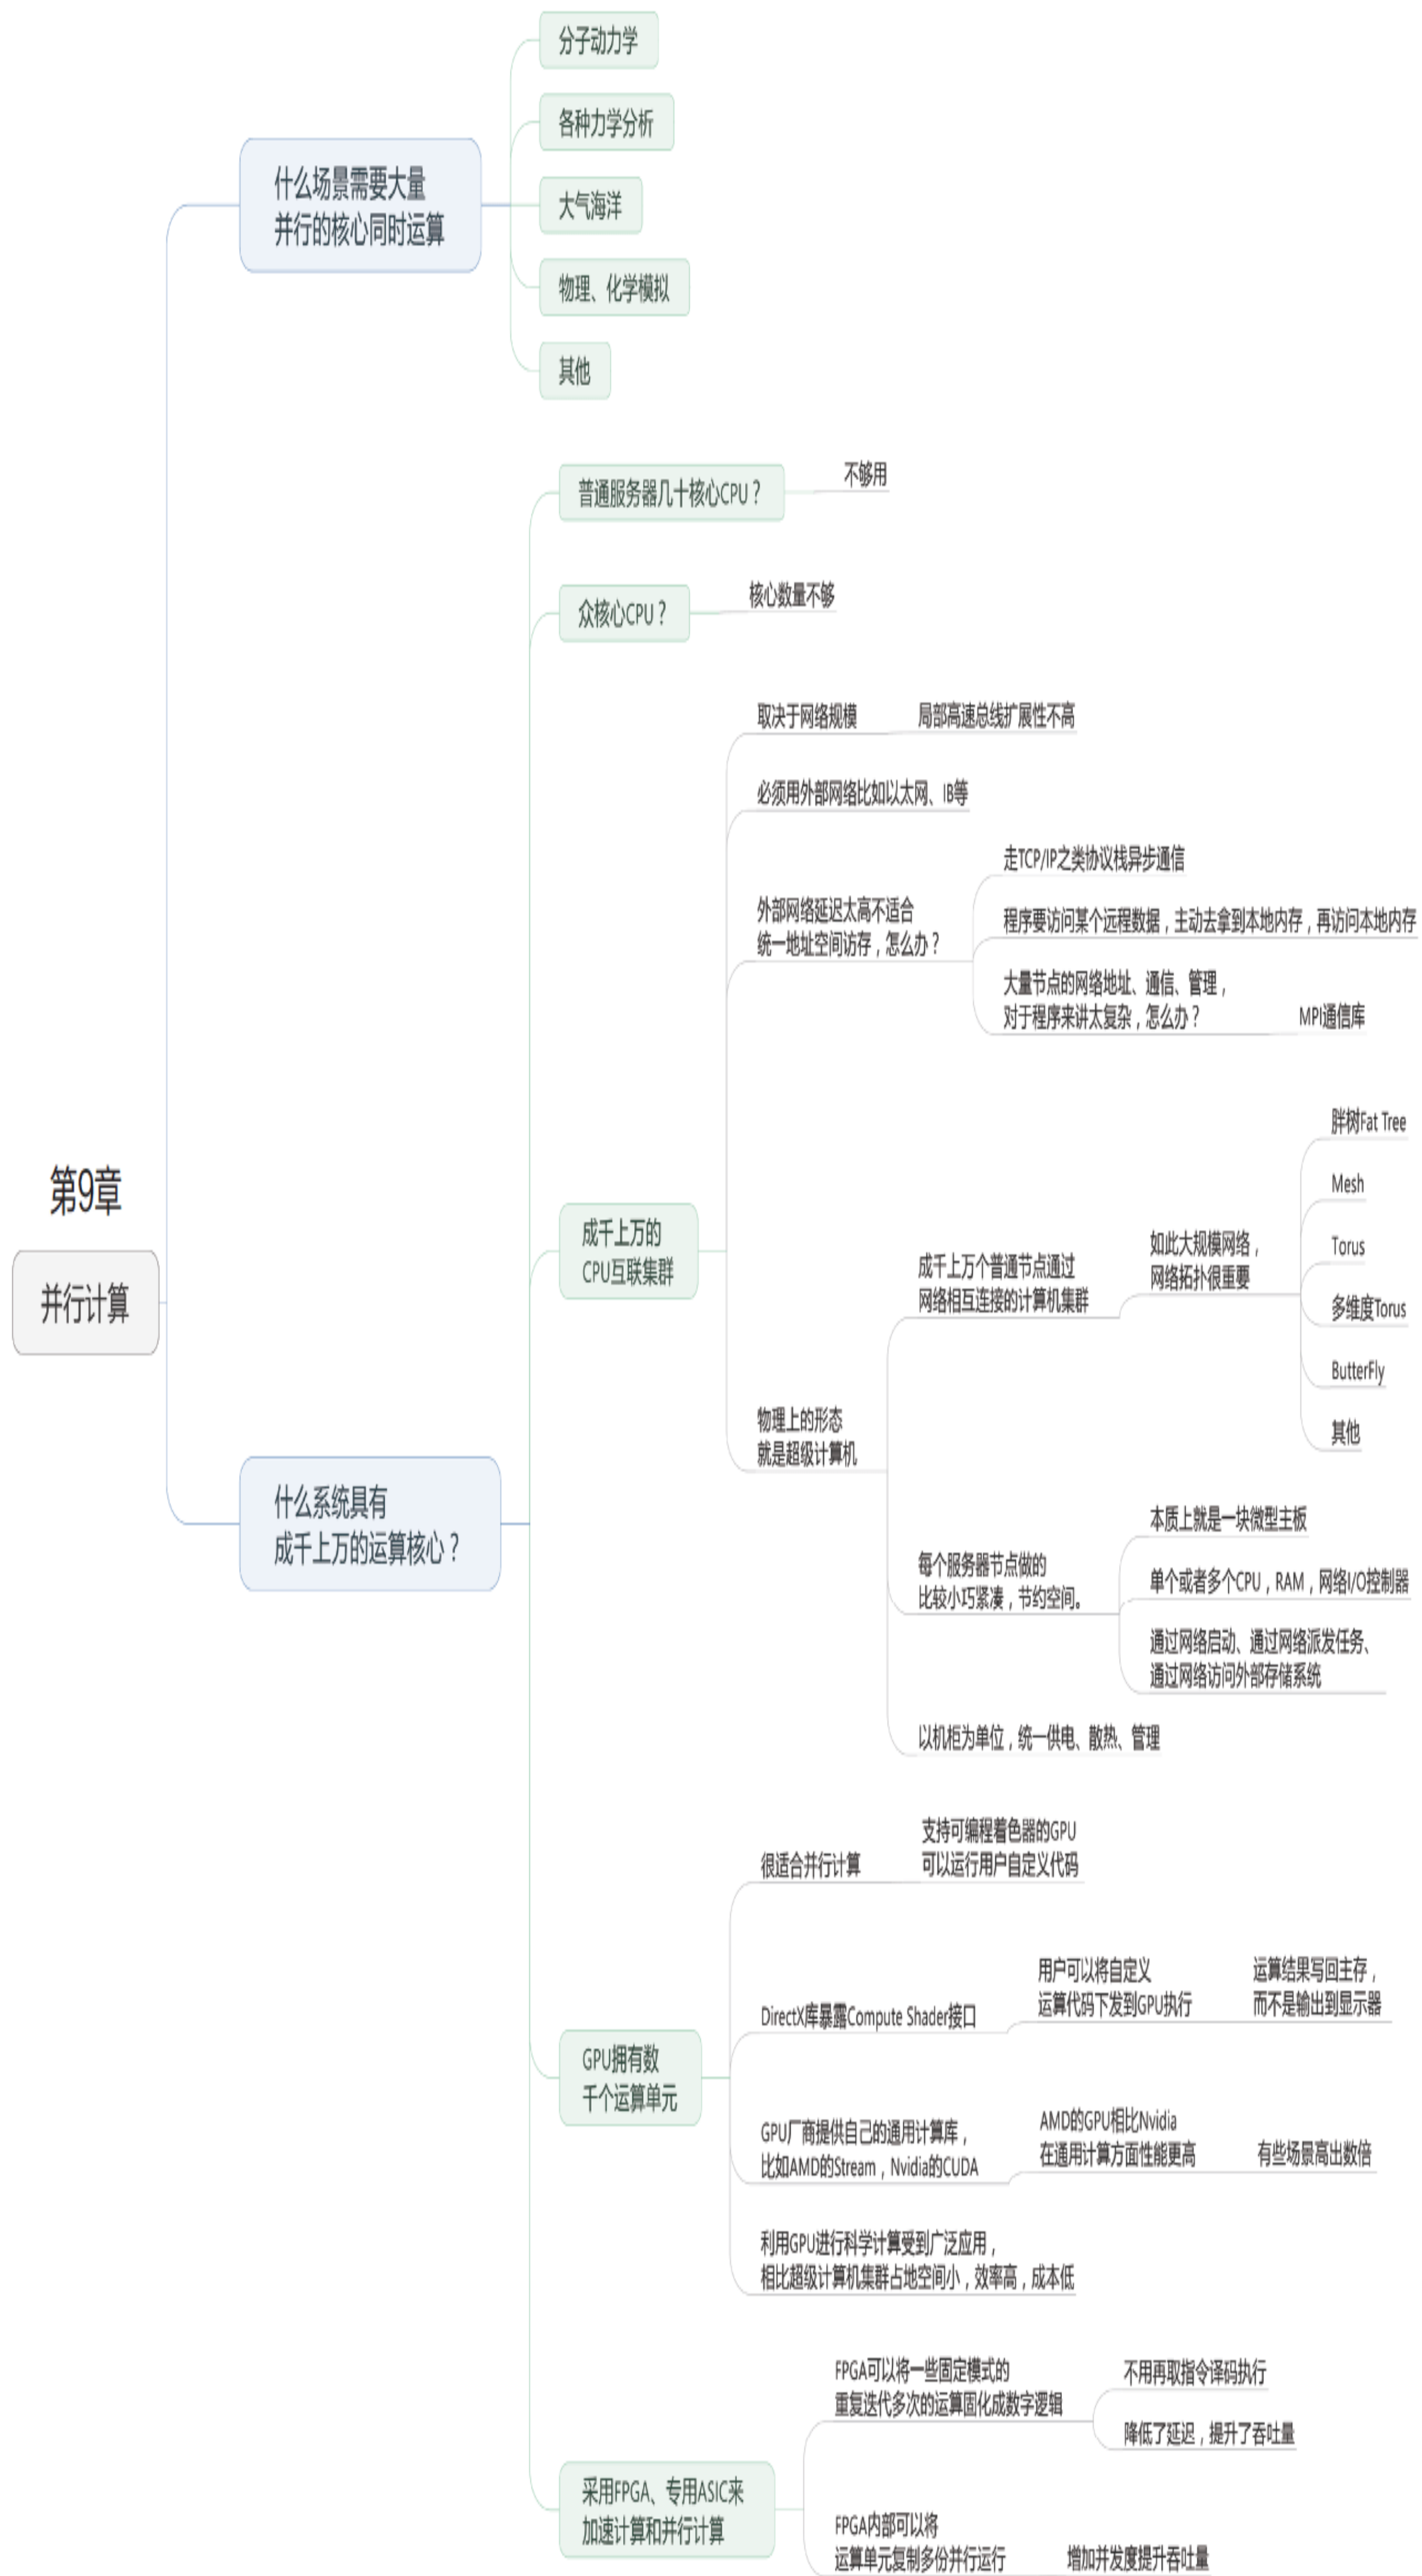 第9章
并行计算
什么场景需要大量
并行的核心同时运算
分子动力学
各种力学分析
大气海洋
物理、化学模拟
其他
什么系统具有
成千上万的运算核心？
普通服务器几十核心CPU？
不够用
众核心CPU？
核心数量不够
成千上万的
CPU互联集群
取决于网络规模
局部高速总线扩展性不高
必须用外部网络比如以太网、IB等
外部网络延迟太高不适合
统一地址空间访存，怎么办？
走TCP/IP之类协议栈异步通信
程序要访问某个远程数据，主动去拿到本地内存，再访问本地内存
大量节点的网络地址、通信、管理，
对于程序来讲太复杂，怎么办？
MPI通信库
物理上的形态
就是超级计算机
成千上万个普通节点通过
网络相互连接的计算机集群
如此大规模网络，
网络拓扑很重要
胖树Fat Tree
Mesh
Torus
多维度Torus
ButterFly
其他
每个服务器节点做的
比较小巧紧凑，节约空间。
本质上就是一块微型主板
单个或者多个CPU，RAM，网络I/O控制器
通过网络启动、通过网络派发任务、
通过网络访问外部存储系统
以机柜为单位，统一供电、散热、管理
GPU拥有数
千个运算单元
很适合并行计算
支持可编程着色器的GPU
可以运行用户自定义代码
DirectX库暴露Compute Shader接口
用户可以将自定义
运算代码下发到GPU执行
运算结果写回主存，
而不是输出到显示器
GPU厂商提供自己的通用计算库，
比如AMD的Stream，Nvidia的CUDA
AMD的GPU相比Nvidia
在通用计算方面性能更高
有些场景高出数倍
利用GPU进行科学计算受到广泛应用，
相比超级计算机集群占地空间小，效率高，成本低
采用FPGA、专用ASIC来
加速计算和并行计算
FPGA可以将一些固定模式的
重复迭代多次的运算固化成数字逻辑
不用再取指令译码执行
降低了延迟，提升了吞吐量
FPGA内部可以将
运算单元复制多份并行运行
增加并发度提升吞吐量